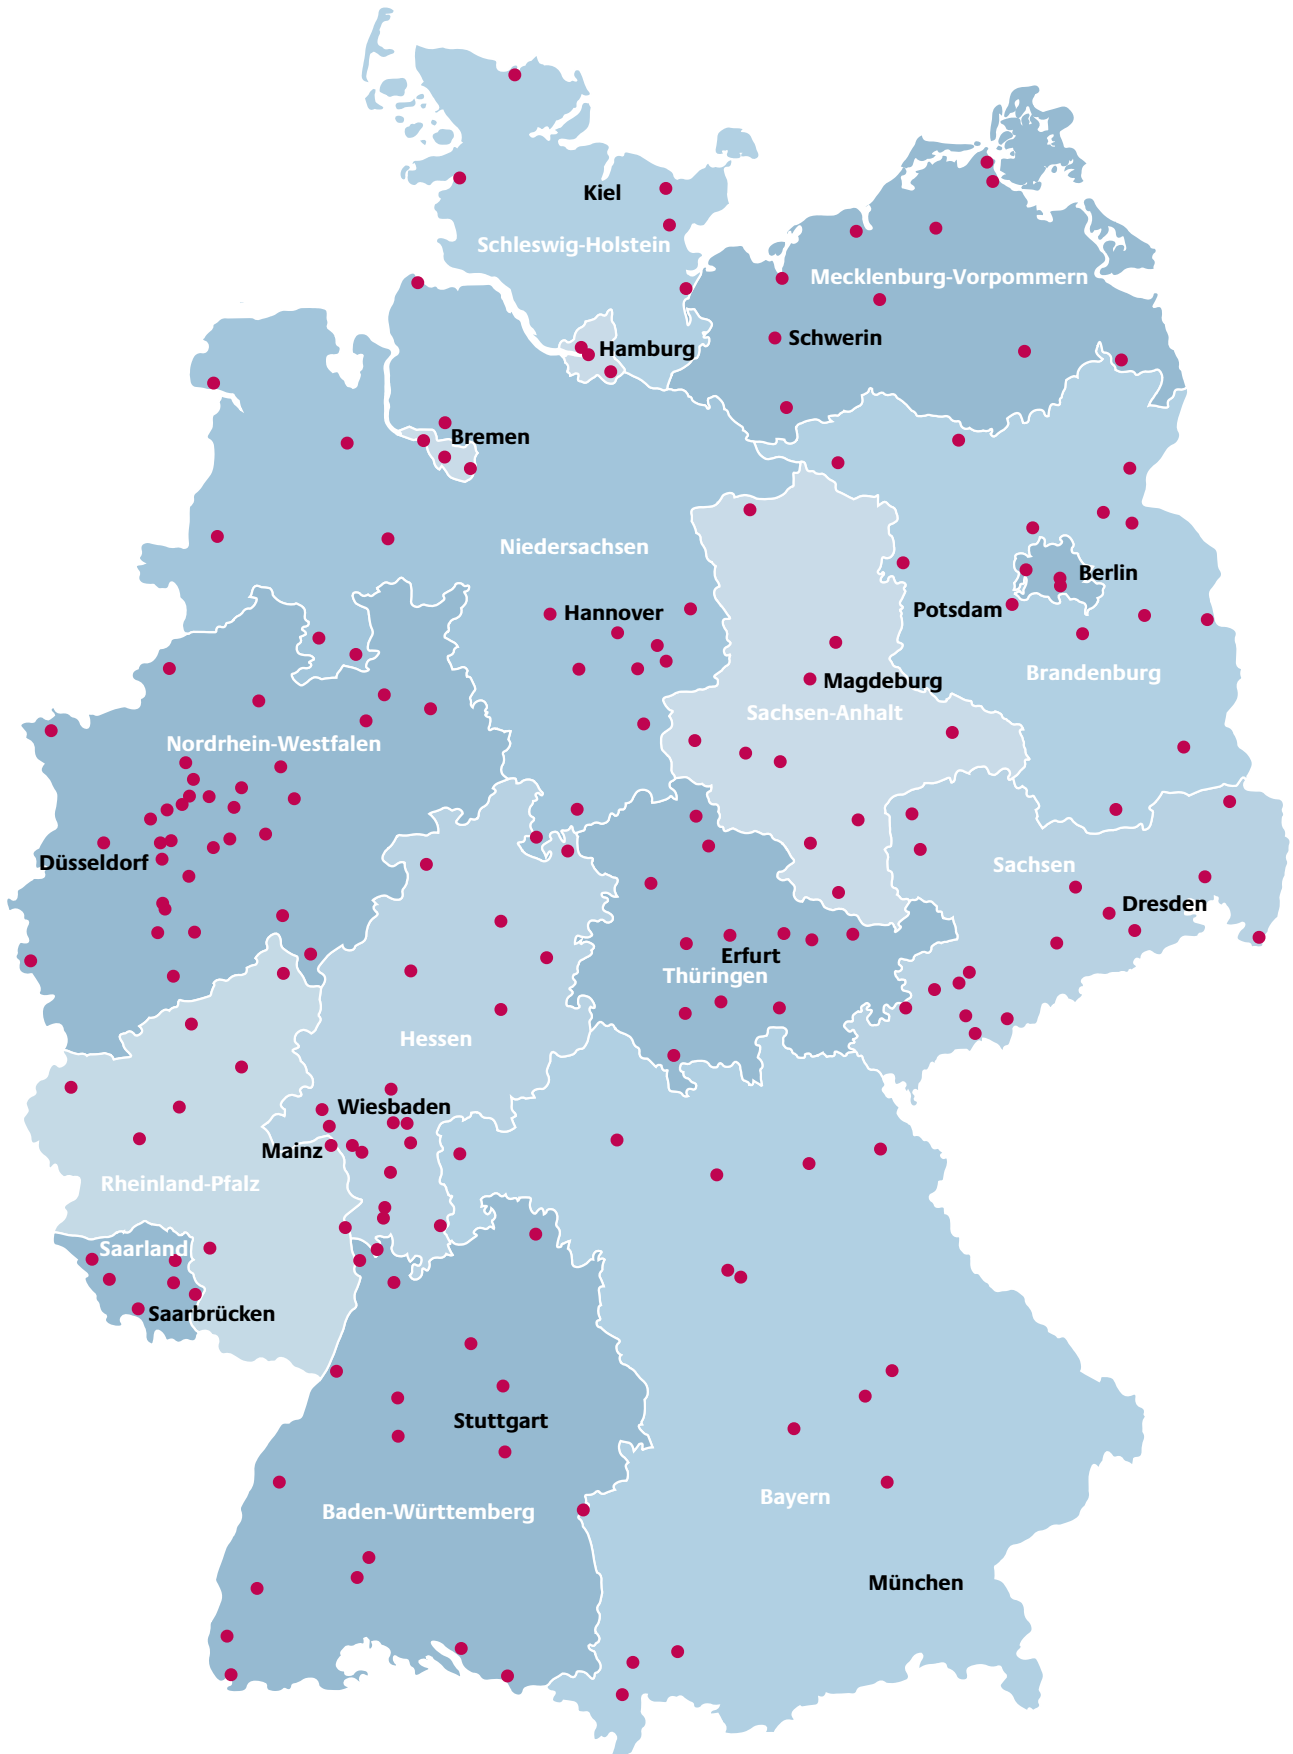 Kiel
Schleswig-Holstein
Mecklenburg-Vorpommern
Schwerin
Hamburg
Bremen
Niedersachsen
Berlin
Potsdam
Hannover
Brandenburg
Magdeburg
Sachsen-Anhalt
Nordrhein-Westfalen
Düsseldorf
Sachsen
Dresden
Erfurt
Thüringen
Hessen
Wiesbaden
Mainz
Rheinland-Pfalz
Saarland
Saarbrücken
Stuttgart
Bayern
Baden-Württemberg
München